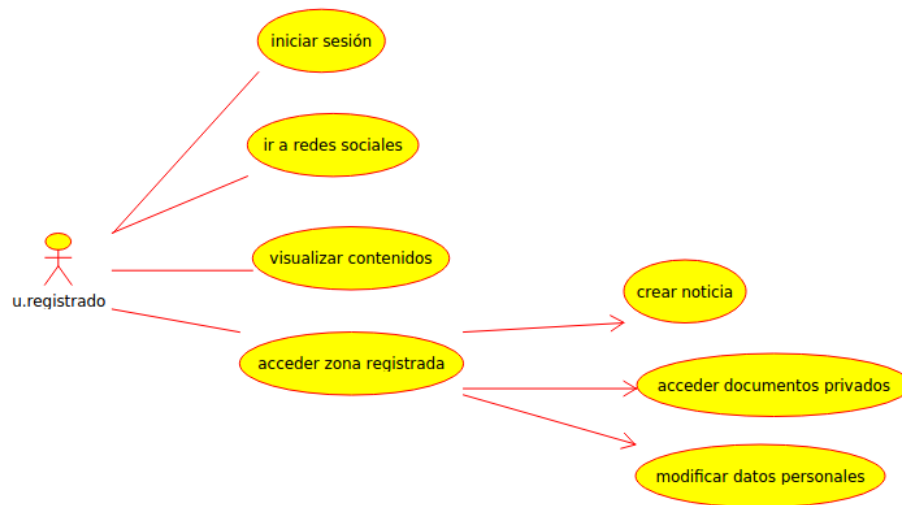 iniciar sesión
ir a redes sociales
visualizar contenidos
u.registrado
crear noticia
acceder zona registrada
acceder documentos privados
modificar datos personales